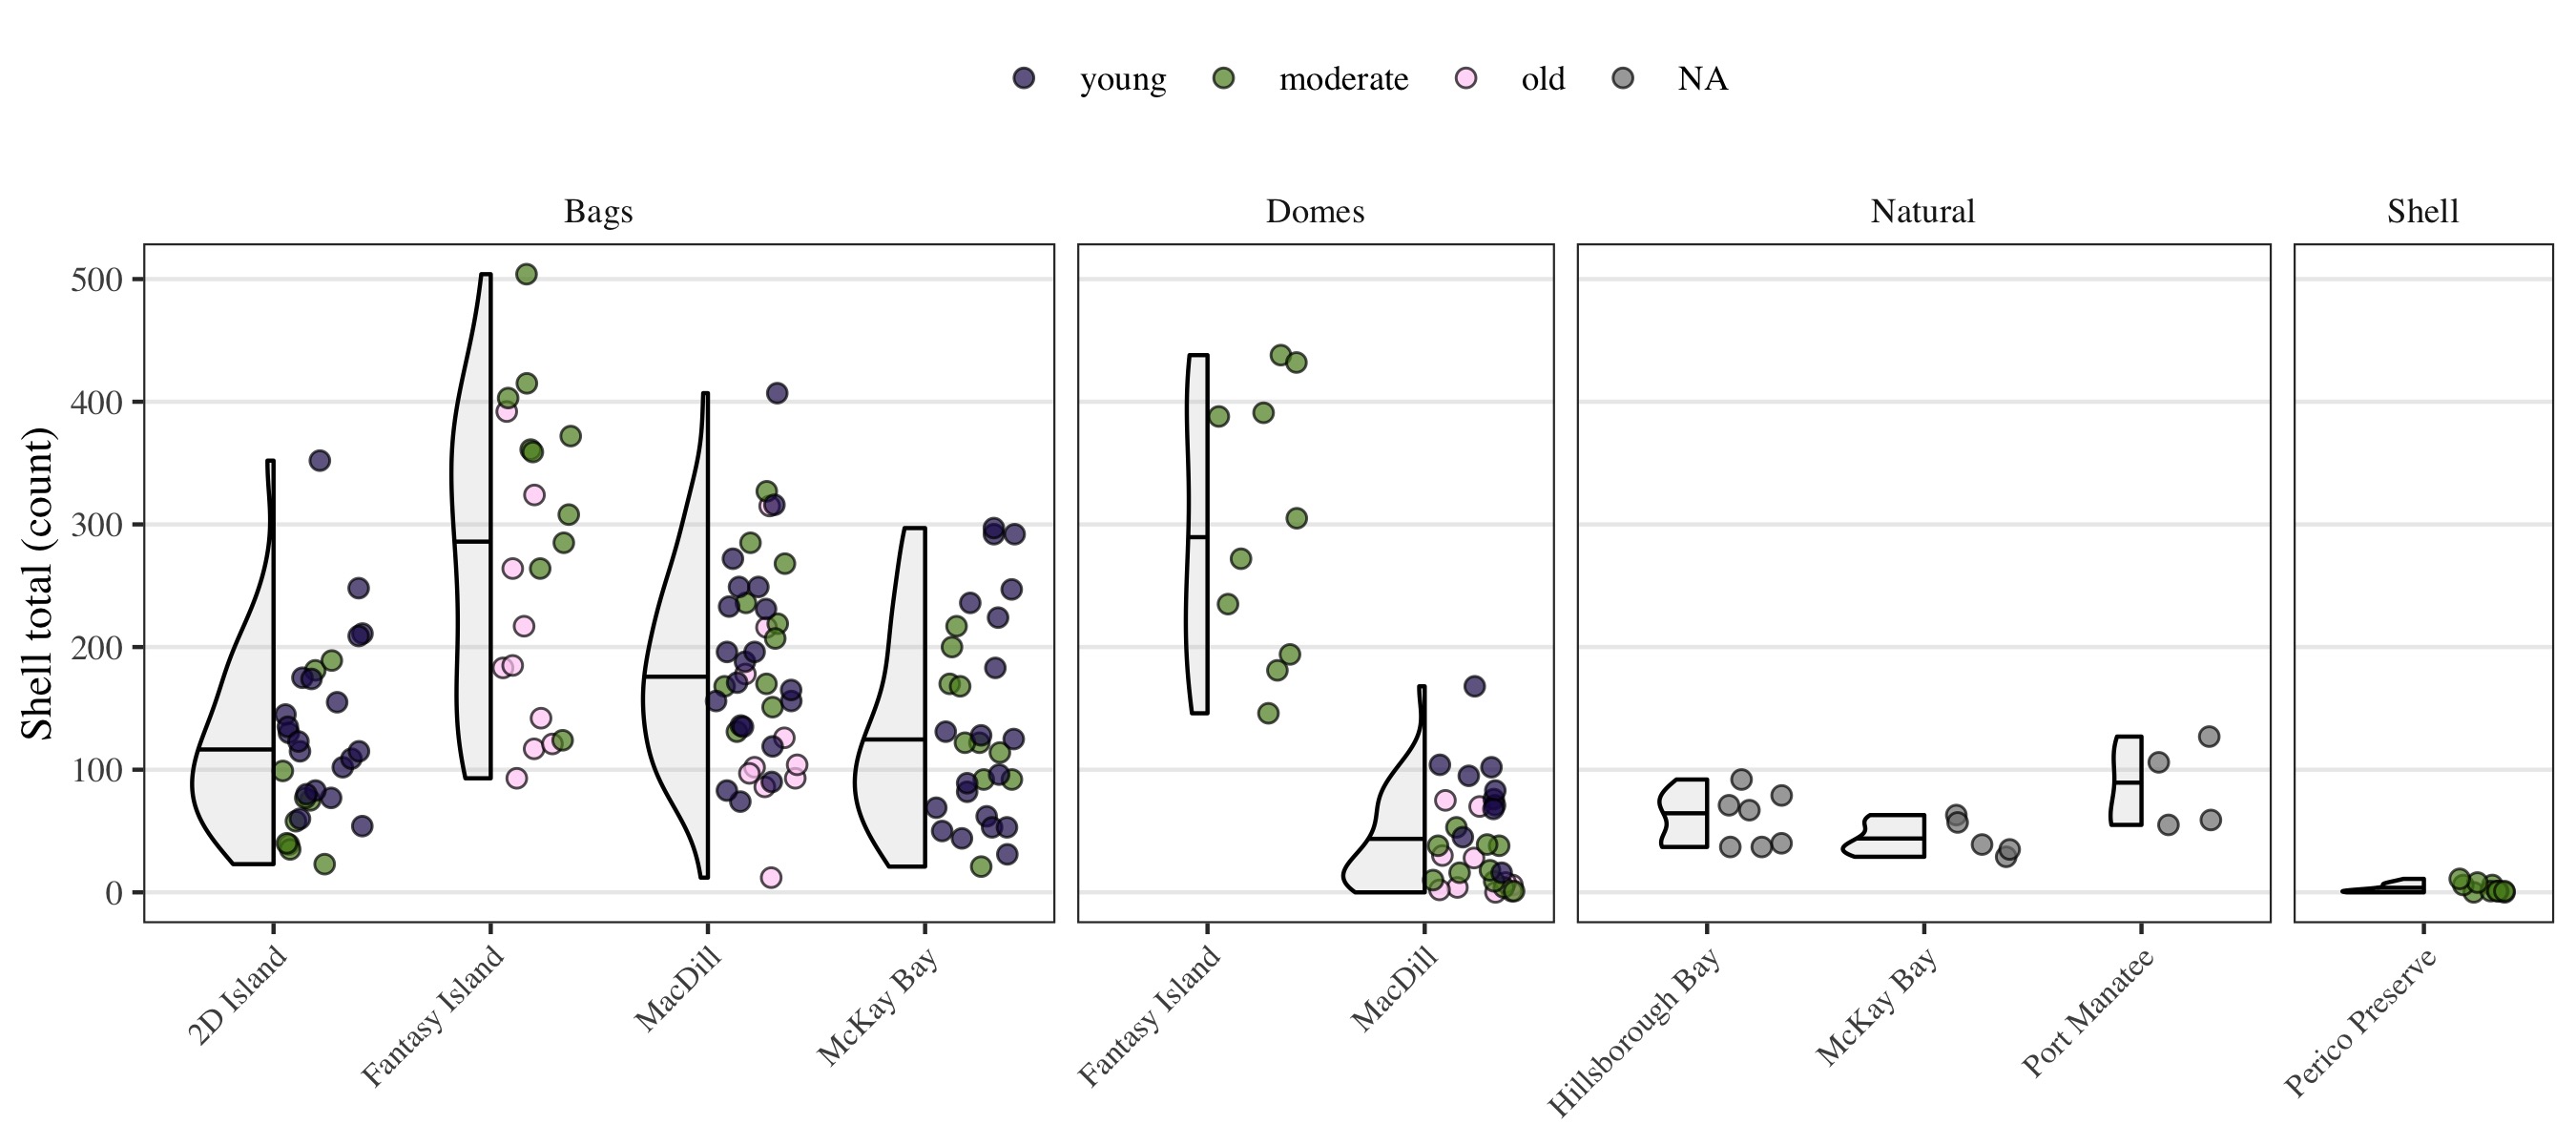 young moderate old NA
Bags Domes Natural Shell
Shell total (count)
500
400
300
200
100
0
2D Island
Fantasy Island
MacDill
McKay Bay
Fantasy Island
MacDill
Hillsborough Bay
McKay Bay
Port Manatee
Perico Preserve